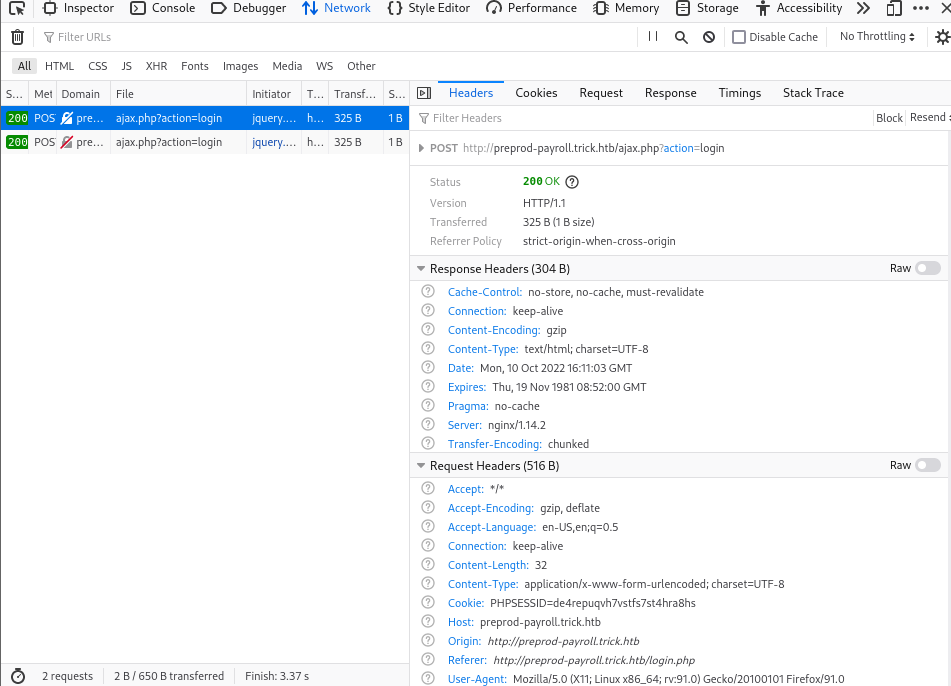 Inspector Console Debugger Network Style Editor Performance Memory Storage Accessibility
Filter URLs Disable Cache No Throttling
All HTML CSS JS XHR Fonts Images Media WS Other
S... Met Domain File Initiator T... Transf... S... Headers Cookies Request Response Timings Stack Trace
200 POS pre... ajax.php?action=login jquery.... h... 325 B 1 B
200 POS pre... ajax.php?action=login jquery.... h... 325 B 1 B
Filter Headers Block Resend
POST http://preprod-payroll.trick.htb/ajax.php?action=login
Status 200 OK
Version HTTP/1.1
Transferred 325 B (1 B size)
Referrer Policy strict-origin-when-cross-origin
Response Headers (304 B) Raw
Cache-Control: no-store, no-cache, must-revalidate
Connection: keep-alive
Content-Encoding: gzip
Content-Type: text/html; charset=UTF-8
Date: Mon, 10 Oct 2022 16:11:03 GMT
Expires: Thu, 19 Nov 1981 08:52:00 GMT
Pragma: no-cache
Server: nginx/1.14.2
Transfer-Encoding: chunked
Request Headers (516 B) Raw
Accept: */*
Accept-Encoding: gzip, deflate
Accept-Language: en-US,en;q=0.5
Connection: keep-alive
Content-Length: 32
Content-Type: application/x-www-form-urlencoded; charset=UTF-8
Cookie: PHPSESSID=de4repuqvh7vstfs7st4hra8hs
Host: preprod-payroll.trick.htb
Origin: http://preprod-payroll.trick.htb
Referer: http://preprod-payroll.trick.htb/login.php
User-Agent: Mozilla/5.0 (X11; Linux x86_64; rv:91.0) Gecko/20100101 Firefox/91.0
2 requests 2 B / 650 B transferred Finish: 3.37 s